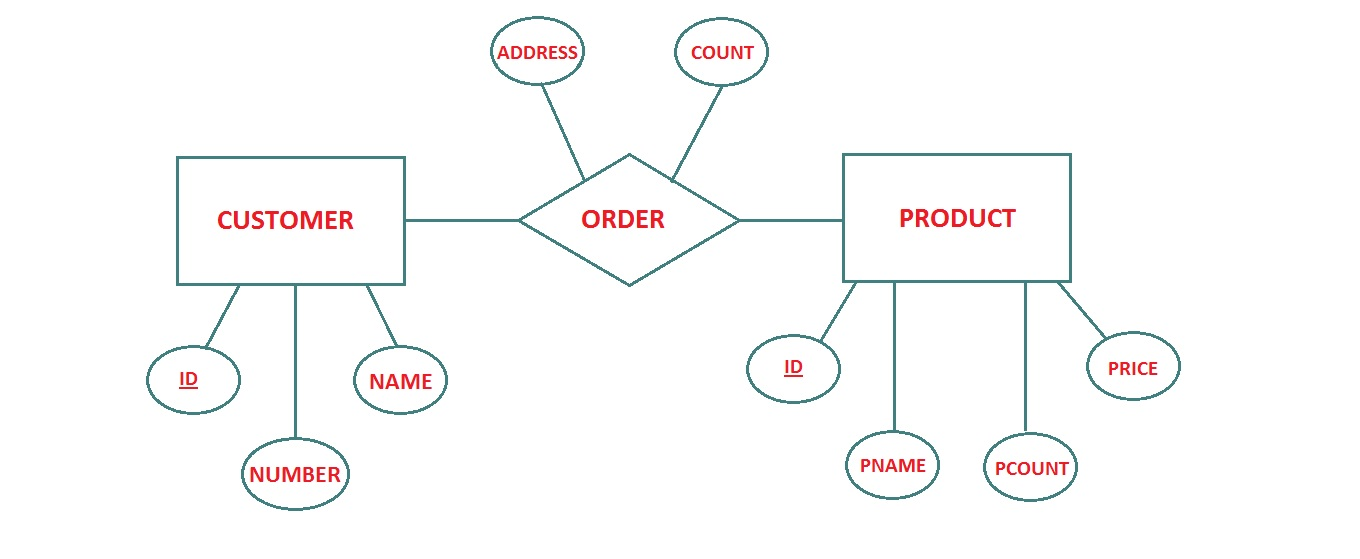 ADDRESS
COUNT
CUSTOMER
ORDER
PRODUCT
ID
NAME
NUMBER
ID
PRICE
PNAME
PCOUNT